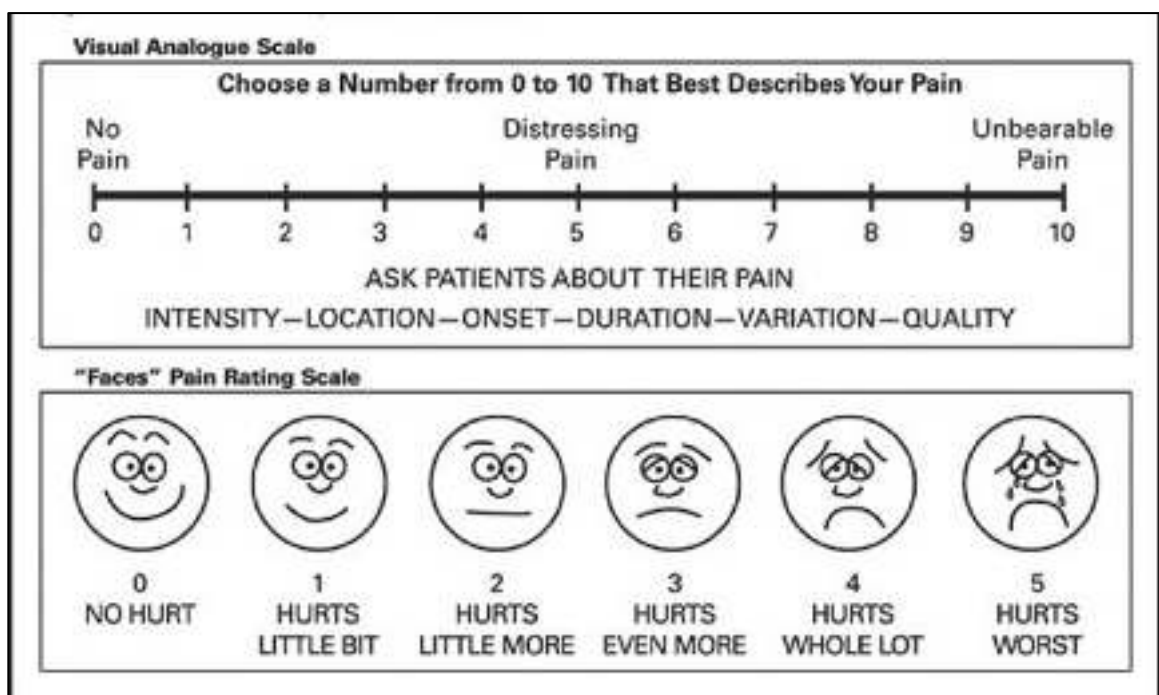 Visual Analogue Scale
Choose a Number from 0 to 10 That Best Describes Your Pain
No Pain
Distressing Pain
Unbearable Pain
0 1 2 3 4 5 6 7 8 9 10
ASK PATIENTS ABOUT THEIR PAIN
INTENSITY—LOCATION—ONSET—DURATION—VARIATION—QUALITY
"Faces" Pain Rating Scale
0
NO HURT
1
HURTS
LITTLE BIT
2
HURTS
LITTLE MORE
3
HURTS
EVEN MORE
4
HURTS
WHOLE LOT
5
HURTS
WORST